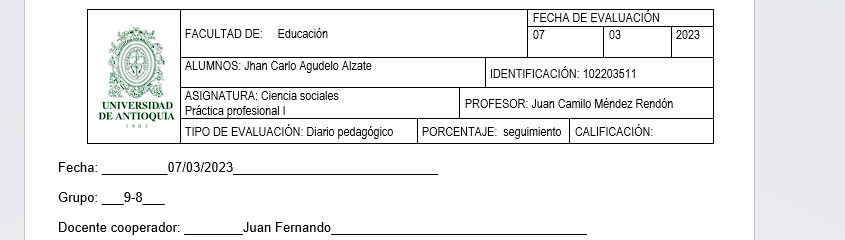 FECHA DE EVALUACIÓN
FACULTAD DE: Educación
07 03 2023
ALUMNOS: Jhan Carlo Agudelo Alzate
IDENTIFICACIÓN: 102203511
UNIVERSIDAD
DE ANTIOQUIA
1803
ASIGNATURA: Ciencia sociales
Práctica profesional I
PROFESOR: Juan Camilo Méndez Rendón
TIPO DE EVALUACIÓN: Diario pedagógico
PORCENTAJE: seguimiento
CALIFICACIÓN:
Fecha: _________07/03/2023____________________________
Grupo: ___9-8___
Docente cooperador: ________Juan Fernando___________________________________